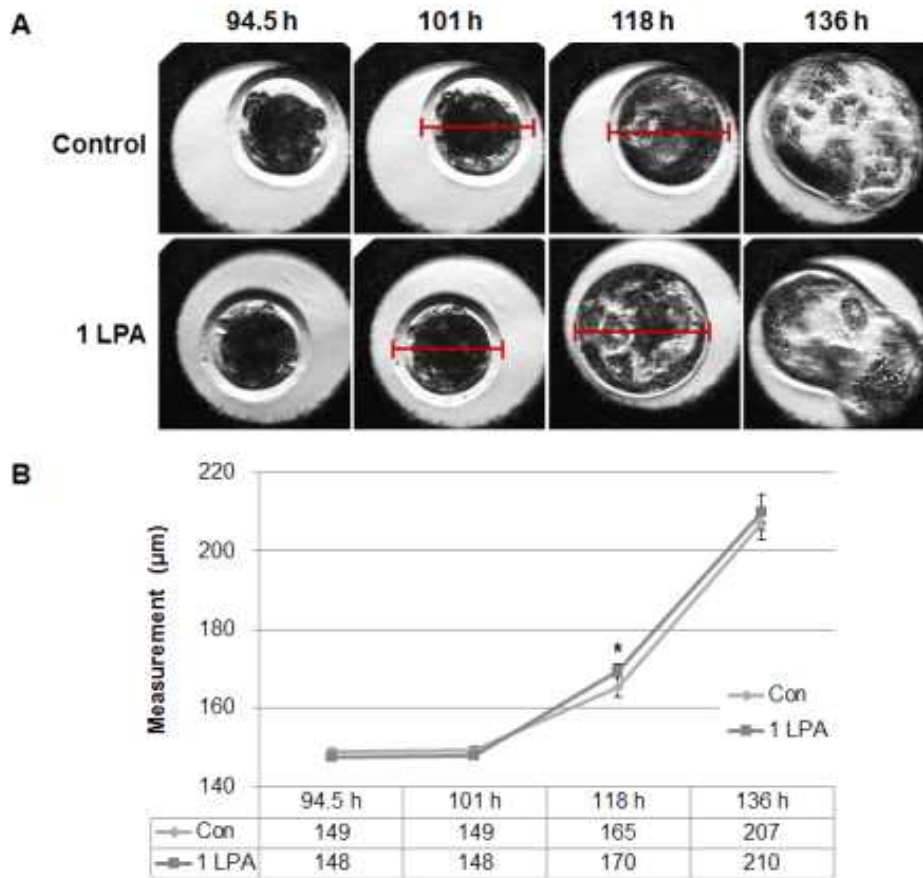 A
94.5 h 101 h 118 h 136 h
Control
1 LPA
B
Measurement (µm)
220
200
180
160
140
*
Con
1 LPA
94.5 h 101 h 118 h 136 h
Con 149 149 165 207
1 LPA 148 148 170 210